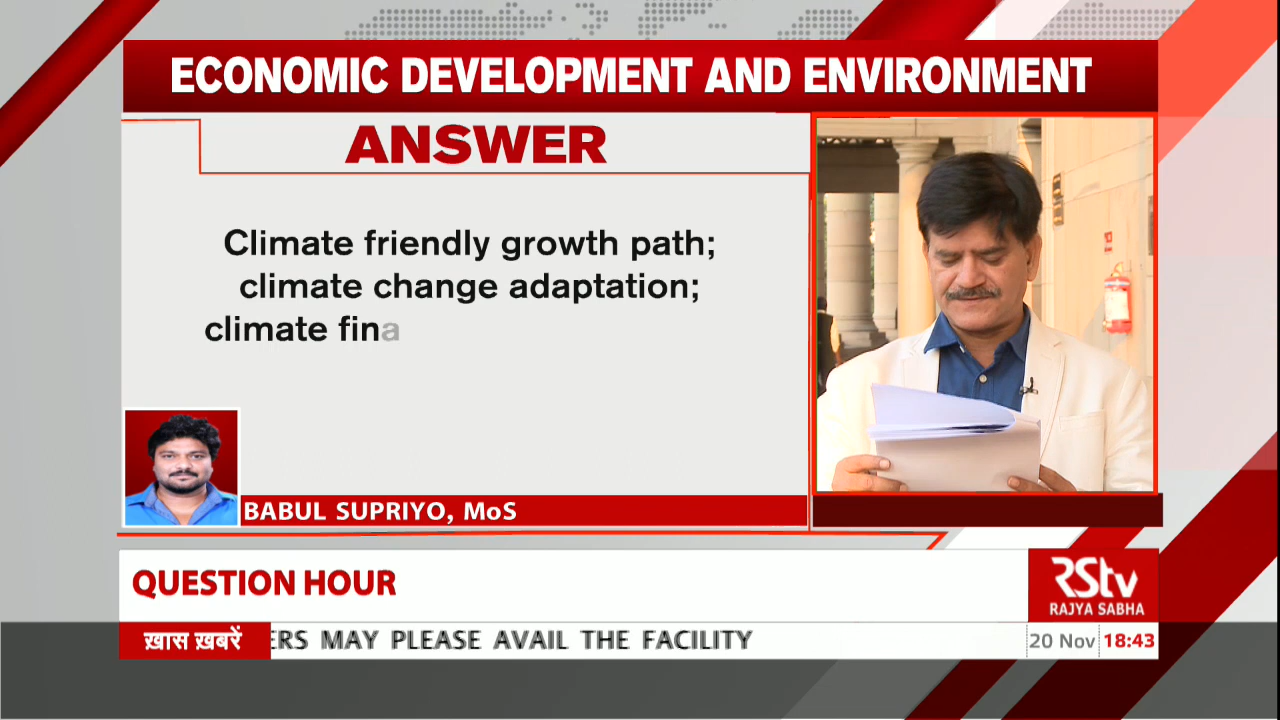 ECONOMIC DEVELOPMENT AND ENVIRONMENT
ANSWER
Climate friendly growth path;
climate change adaptation;
climate fina
BABUL SUPRIYO, MoS
QUESTION HOUR
RStv
RAJYA SABHA
ख़ास ख़बरें
ERS MAY PLEASE AVAIL THE FACILITY
20 Nov 18:43